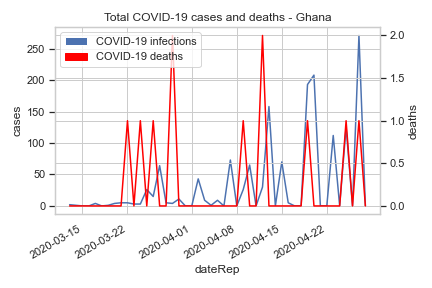 Total COVID-19 cases and deaths - Ghana
COVID-19 infections
COVID-19 deaths
250
200
150
100
50
0
cases
2.0
1.5
1.0
0.5
0.0
deaths
2020-03-15
2020-03-22
2020-04-01
2020-04-08
2020-04-15
2020-04-22
dateRep